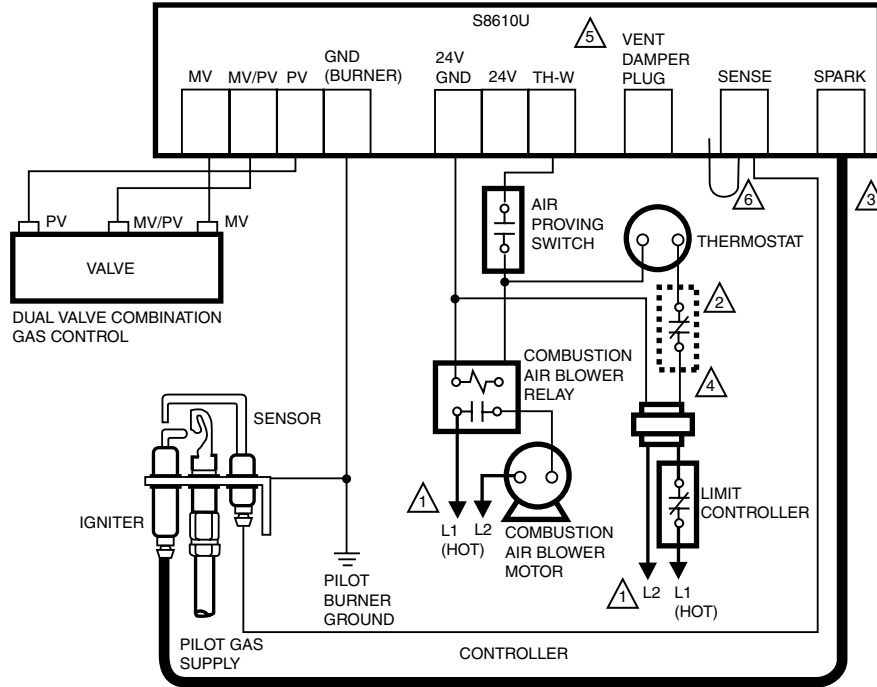 S8610U
5
MV
MV/PV
PV
GND
(BURNER)
24V
GND
24V
TH-W
VENT
DAMPER
PLUG
SENSE
SPARK
6
3
PV
MV/PV
MV
VALVE
DUAL VALVE COMBINATION
GAS CONTROL
AIR
PROVING
SWITCH
THERMOSTAT
2
COMBUSTION
AIR BLOWER
RELAY
4
SENSOR
IGNITER
1
L1
(HOT)
L2
COMBUSTION
AIR BLOWER
MOTOR
LIMIT
CONTROLLER
1
L2
L1
(HOT)
PILOT
BURNER
GROUND
PILOT GAS
SUPPLY
CONTROLLER